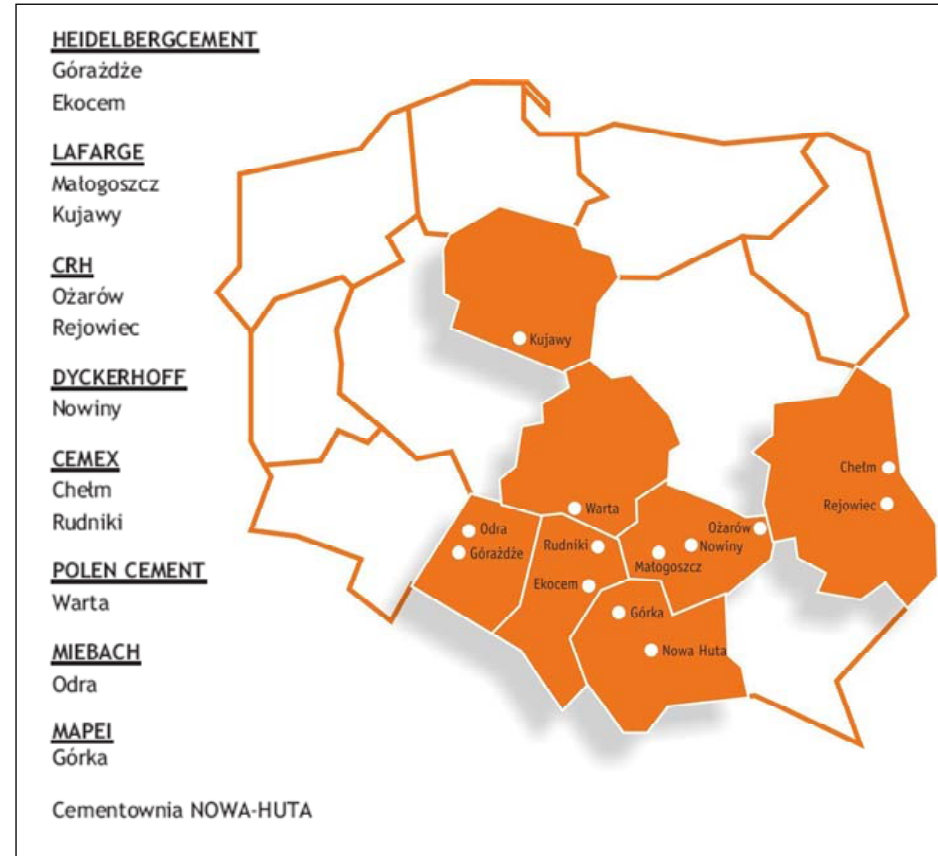 HEIDELBERGCEMENT
Górażdże
Ekocem
LAFARGE
Małogoszcz
Kujawy
CRH
Ożarów
Rejowiec
DYCKERHOFF
Nowiny
CEMEX
Chełm
Rudniki
POLEN CEMENT
Warta
MIEBACH
Odra
MAPEI
Górka
Cementownia NOWA-HUTA
Kujawy
Chełm
Rejowiec
Warta
Ożarów
Odra
Rudniki
Nowiny
Górażdże
Małogoszcz
Ekocem
Górka
Nowa Huta